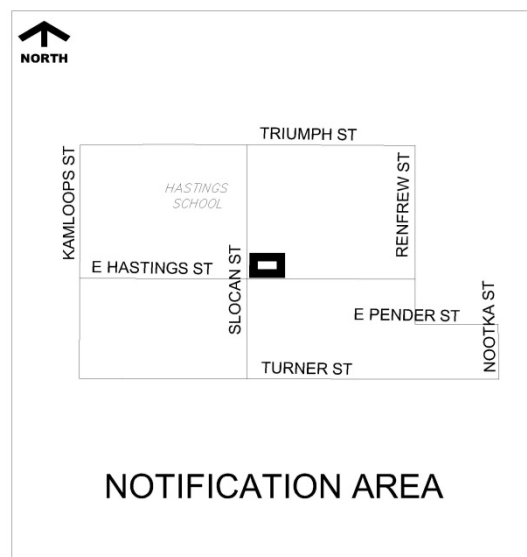 NORTH
TRIUMPH ST
KAMLOOPS ST
HASTINGS
SCHOOL
RENFREW ST
E HASTINGS ST
SLOCAN ST
E PENDER ST
NOOTKA ST
TURNER ST
NOTIFICATION AREA